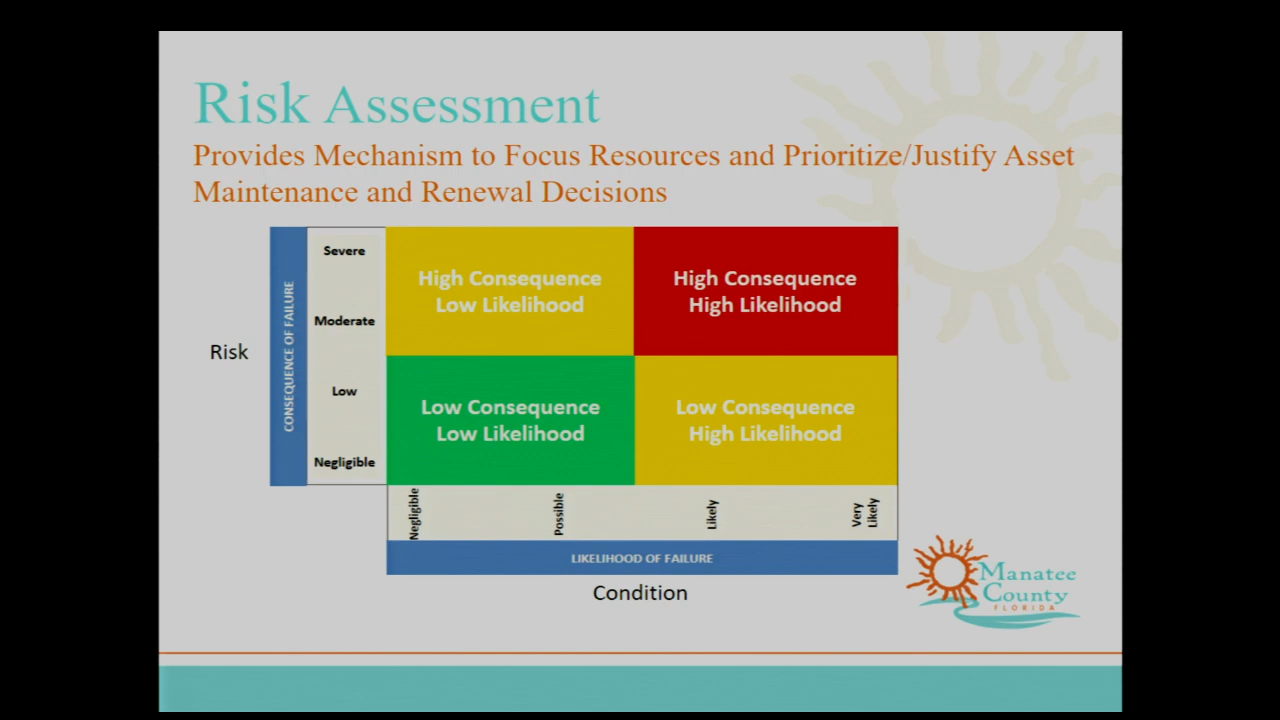 Risk Assessment
Provides Mechanism to Focus Resources and Prioritize/Justify Asset
Maintenance and Renewal Decisions
Risk
CONSEQUENCE OF FAILURE
Severe
Moderate
Low
Negligible
High Consequence
Low Likelihood
High Consequence
High Likelihood
Low Consequence
Low Likelihood
Low Consequence
High Likelihood
Negligible
Possible
Likely
Very
Likely
LIKELIHOOD OF FAILURE
Condition
Manatee
County
FLORIDA